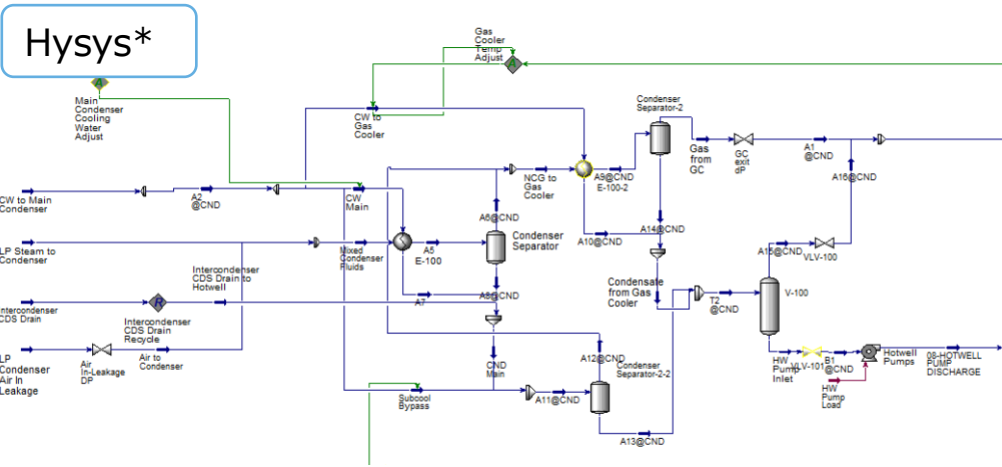 Hysys*
Gas
Cooler
Temp
Adjust
A
A
Main
Condenser
Cooling
Water
Adjust
CW to
Gas
Cooler
Condenser
Separator-2
Gas
from
GC
GC
exit
dP
A1
@CND
A16@CND
NCG to
Gas
Cooler
A9@CND
E-100-2
CW to Main
Condenser
A2
@CND
CW
Main
A6@CND
A10@CND
A14@CND
LP Steam to
Condenser
Mixed
Condenser
Fluids
A5
E-100
Condenser
Separator
A15@CND
VLV-100
Intercondenser
CDS Drain to
Hotwell
A7
A8@CND
Condensate
from Gas
Cooler
T2
@CND
V-100
ntercondenser
CDS Drain
R
Intercondenser
CDS Drain
Recycle
LP
Condenser
Air In
Leakage
Air
In-Leakage
DP
Air to
Condenser
CND
Main
A12@CND
Condenser
Separator-2-2
HW
Pump
Inlet
VLV-101
B1
@CND
Hotwell
Pumps
08-HOTWELL
PUMP
DISCHARGE
HW
Pump
Load
Subcool
Bypass
A11@CND
A13@CND